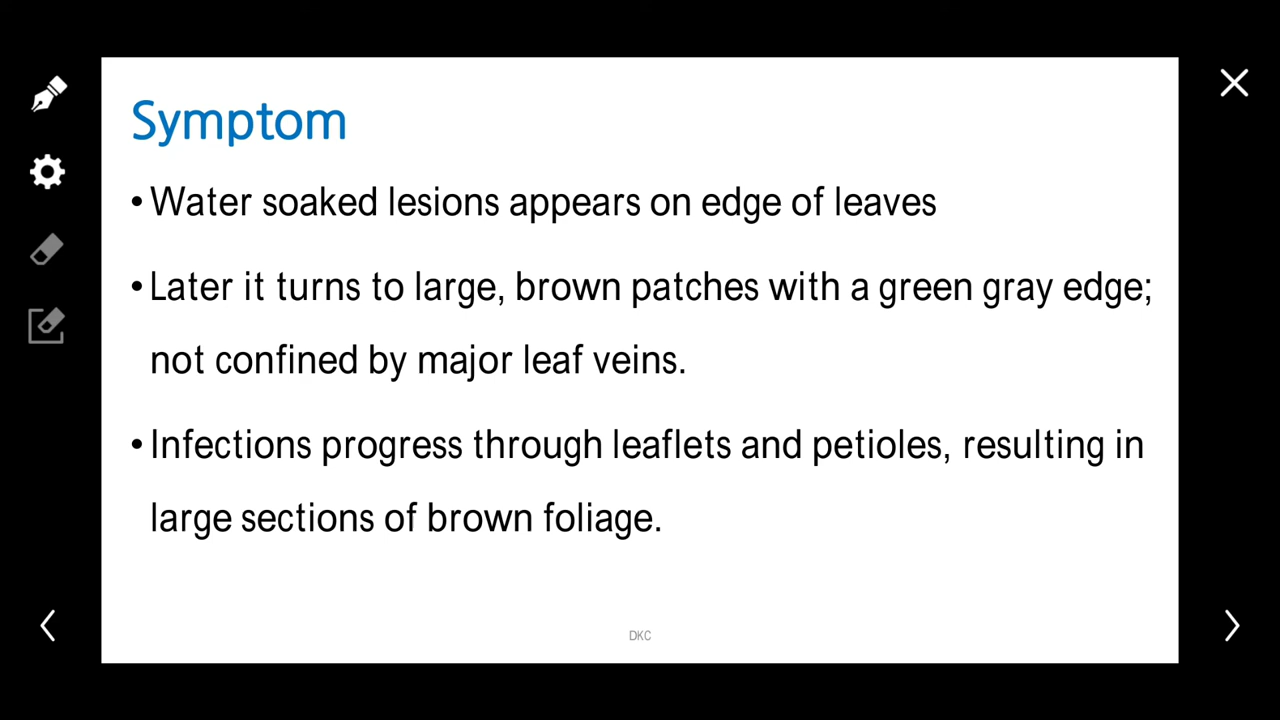 Symptom
• Water soaked lesions appears on edge of leaves
• Later it turns to large, brown patches with a green gray edge;
not confined by major leaf veins.
• Infections progress through leaflets and petioles, resulting in
large sections of brown foliage.
DKC